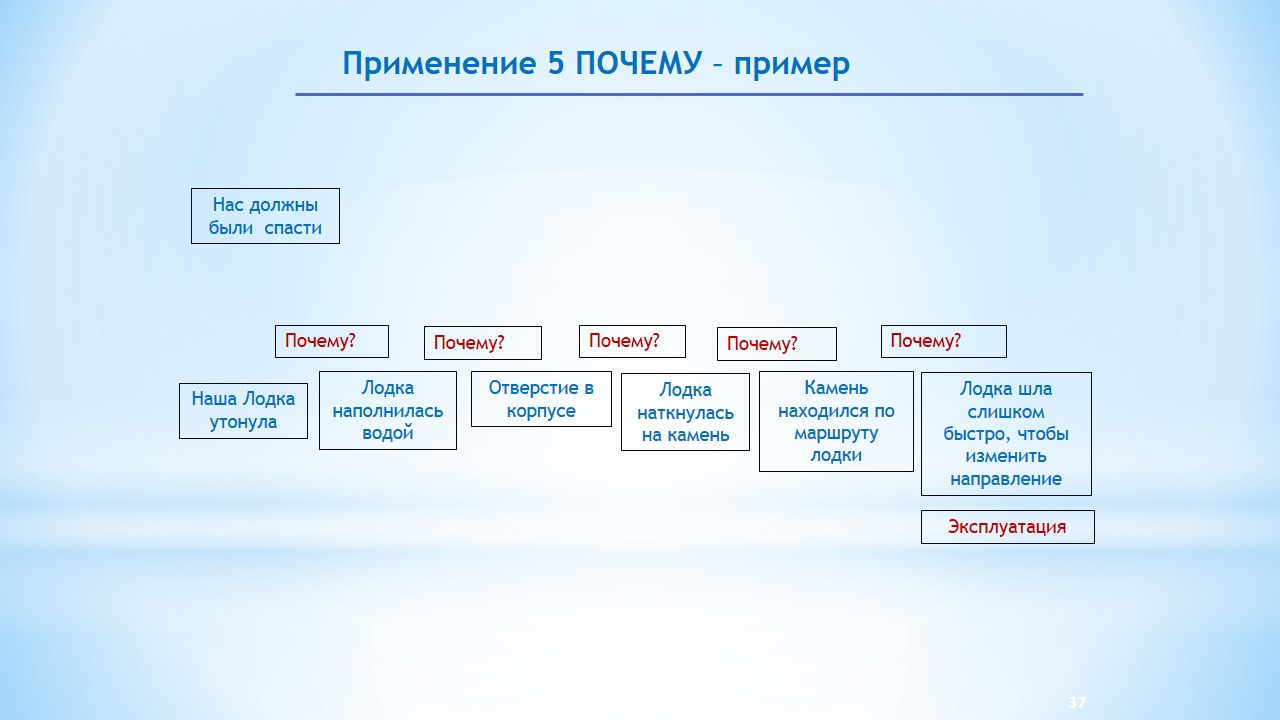 Применение 5 ПОЧЕМУ – пример
Нас должны
были спасти
Почему?
Почему?
Почему?
Почему?
Почему?
Наша Лодка
утонула
Лодка
наполнилась
водой
Отверстие в
корпусе
Лодка
наткнулась
на камень
Камень
находился по
маршруту
лодки
Лодка шла
слишком
быстро, чтобы
изменить
направление
Эксплуатация
37